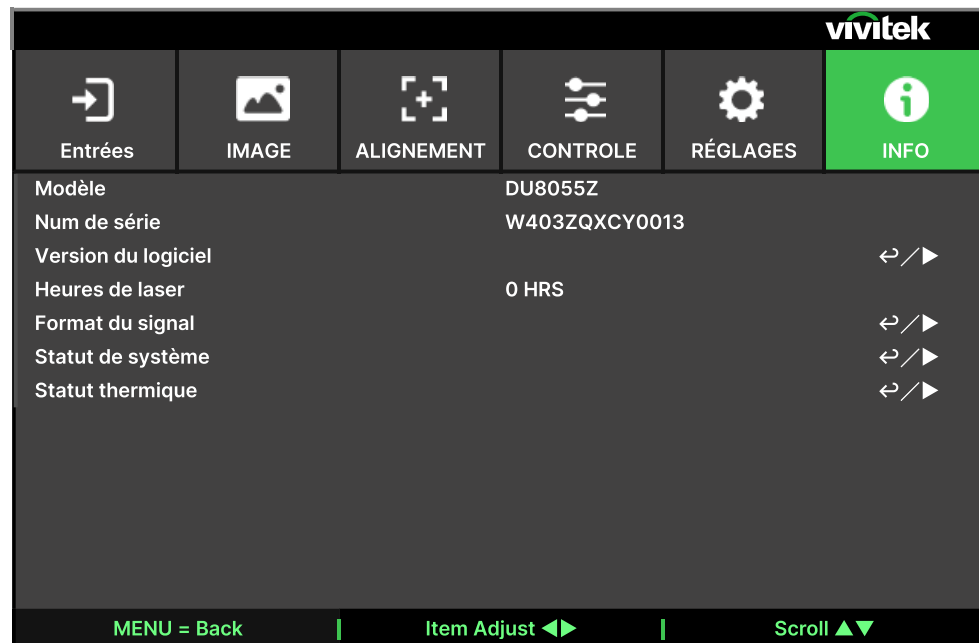 vivitek
Entrées IMAGE ALIGNEMENT CONTROLE RÉGLAGES INFO
Modèle DU8055Z
Num de série W403ZQXCY0013
Version du logiciel ↩/▶
Heures de laser 0 HRS
Format du signal ↩/▶
Statut de système ↩/▶
Statut thermique ↩/▶
MENU = Back | Item Adjust ◀▶ | Scroll ▲▼